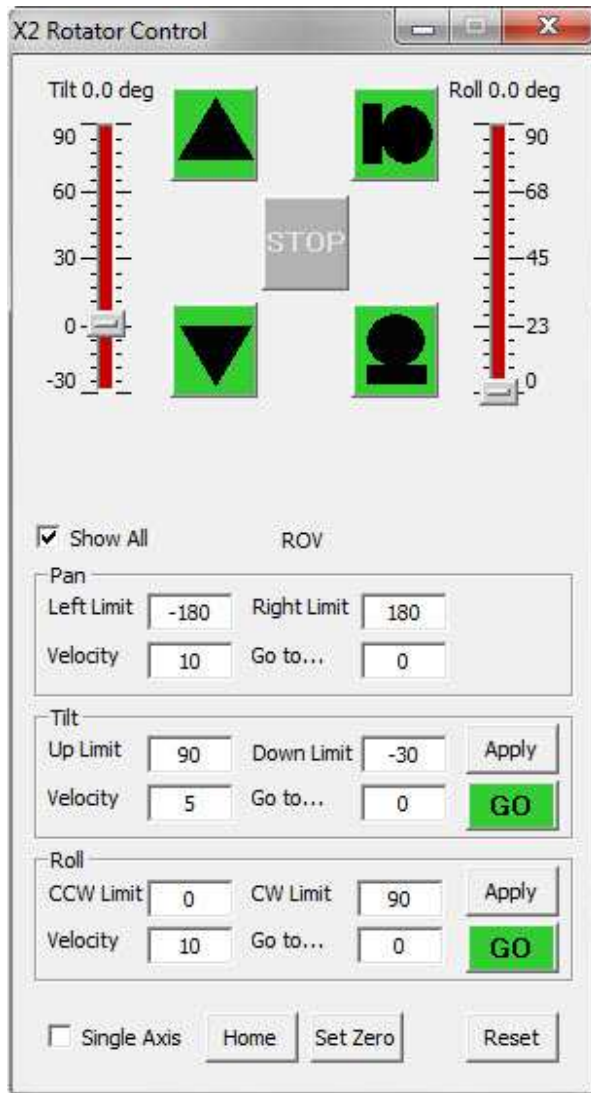 X2 Rotator Control
Tilt 0.0 deg
Roll 0.0 deg
90
60
30
0
-30
STOP
90
68
45
23
0
Show All
ROV
Pan
Left Limit -180 Right Limit 180
Velocity 10 Go to... 0
Tilt
Up Limit 90 Down Limit -30 Apply
Velocity 5 Go to... 0 GO
Roll
CCW Limit 0 CW Limit 90 Apply
Velocity 10 Go to... 0 GO
Single Axis Home Set Zero Reset